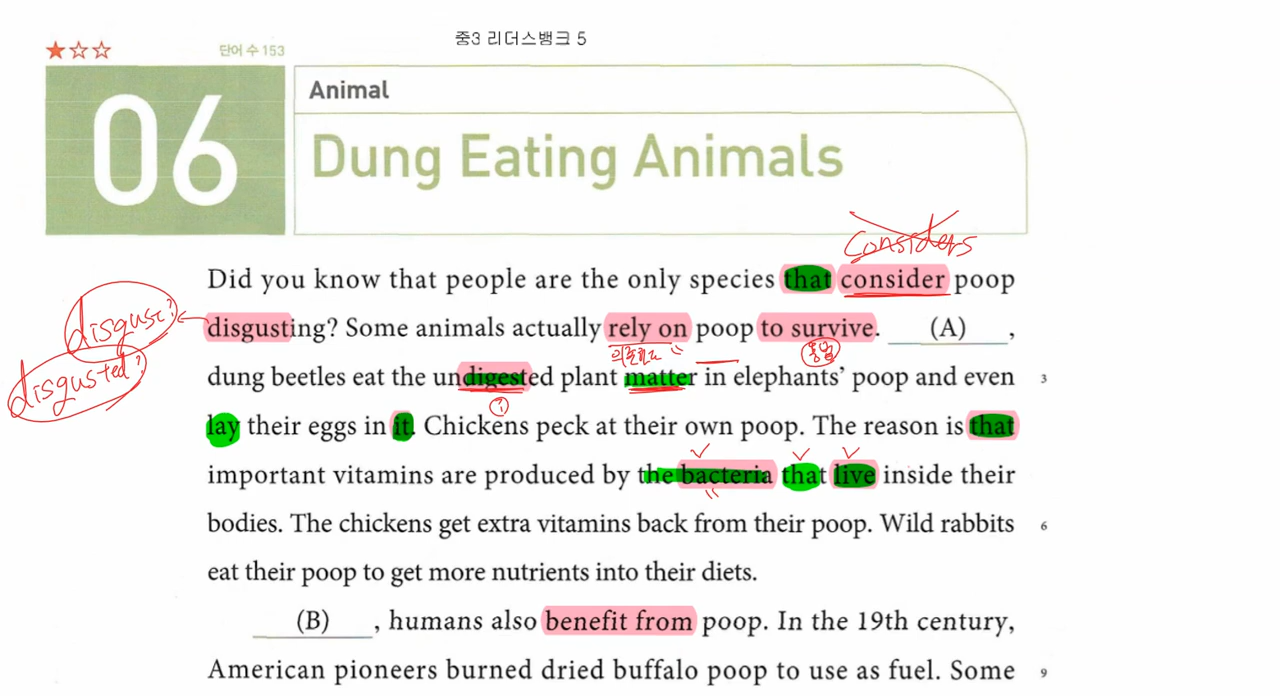 중3 리더스뱅크 5
★☆☆
단어 수 153
06
Animal
Dung Eating Animals
considers
Did you know that people are the only species that consider poop
disgust?
disgusting? Some animals actually rely on poop to survive. (A) ,
disgusted?
dung beetles eat the undigested plant matter in elephants' poop and even 3
lay their eggs in it. Chickens peck at their own poop. The reason is that
important vitamins are produced by the bacteria that live inside their
bodies. The chickens get extra vitamins back from their poop. Wild rabbits 6
eat their poop to get more nutrients into their diets.
(B) , humans also benefit from poop. In the 19th century,
American pioneers burned dried buffalo poop to use as fuel. Some 9